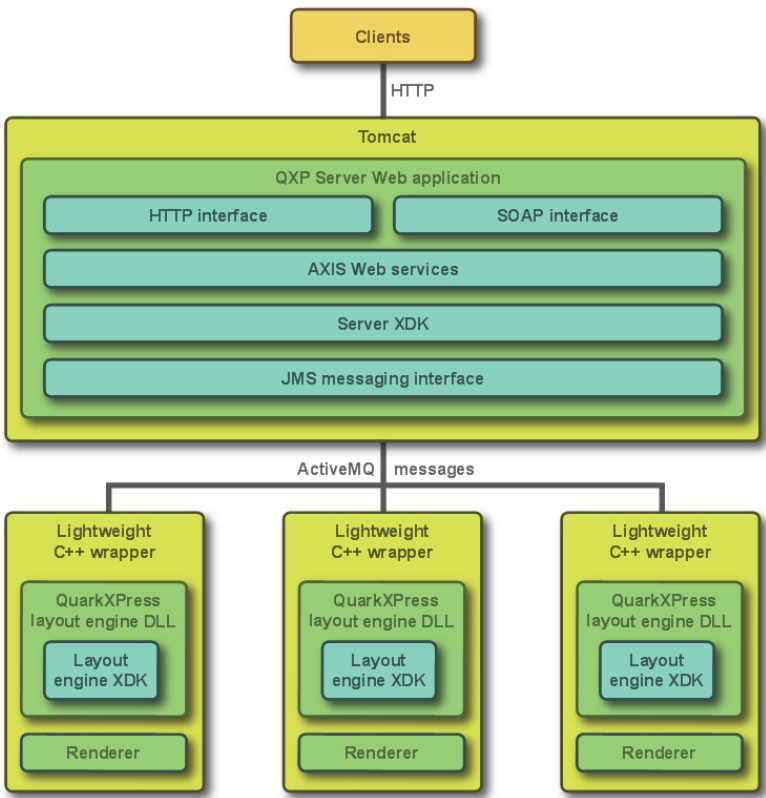 Clients
HTTP
Tomcat
QXP Server Web application
HTTP interface
SOAP interface
AXIS Web services
Server XDK
JMS messaging interface
ActiveMQ messages
Lightweight
C++ wrapper
QuarkXPress
layout engine DLL
Layout
engine XDK
Renderer
Lightweight
C++ wrapper
QuarkXPress
layout engine DLL
Layout
engine XDK
Renderer
Lightweight
C++ wrapper
QuarkXPress
layout engine DLL
Layout
engine XDK
Renderer